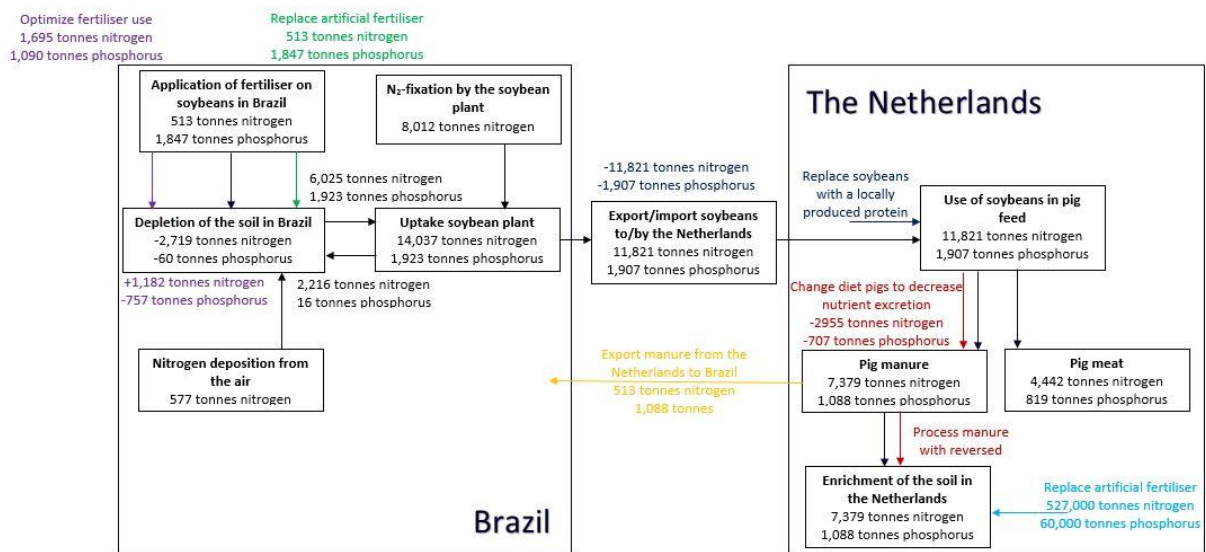 Optimize fertiliser use
1,695 tonnes nitrogen
1,090 tonnes phosphorus
Replace artificial fertiliser
513 tonnes nitrogen
1,847 tonnes phosphorus
Application of fertiliser on
soybeans in Brazil
513 tonnes nitrogen
1,847 tonnes phosphorus
N₂-fixation by the soybean
plant
8,012 tonnes nitrogen
6,025 tonnes nitrogen
1,923 tonnes phosphorus
Depletion of the soil in Brazil
-2,719 tonnes nitrogen
-60 tonnes phosphorus
Uptake soybean plant
14,037 tonnes nitrogen
1,923 tonnes phosphorus
+1,182 tonnes nitrogen
-757 tonnes phosphorus
2,216 tonnes nitrogen
16 tonnes phosphorus
Nitrogen deposition from
the air
577 tonnes nitrogen
Brazil
-11,821 tonnes nitrogen
-1,907 tonnes phosphorus
Export/import soybeans
to/by the Netherlands
11,821 tonnes nitrogen
1,907 tonnes phosphorus
Export manure from the
Netherlands to Brazil
513 tonnes nitrogen
1,088 tonnes
The Netherlands
Replace soybeans
with a locally
produced protein
Use of soybeans in pig
feed
11,821 tonnes nitrogen
1,907 tonnes phosphorus
Change diet pigs to decrease
nutrient excretion
-2955 tonnes nitrogen
-707 tonnes phosphorus
Pig manure
7,379 tonnes nitrogen
1,088 tonnes phosphorus
Pig meat
4,442 tonnes nitrogen
819 tonnes phosphorus
Process manure
with reversed
Enrichment of the soil in
the Netherlands
7,379 tonnes nitrogen
1,088 tonnes phosphorus
Replace artificial fertiliser
527,000 tonnes nitrogen
60,000 tonnes phosphorus